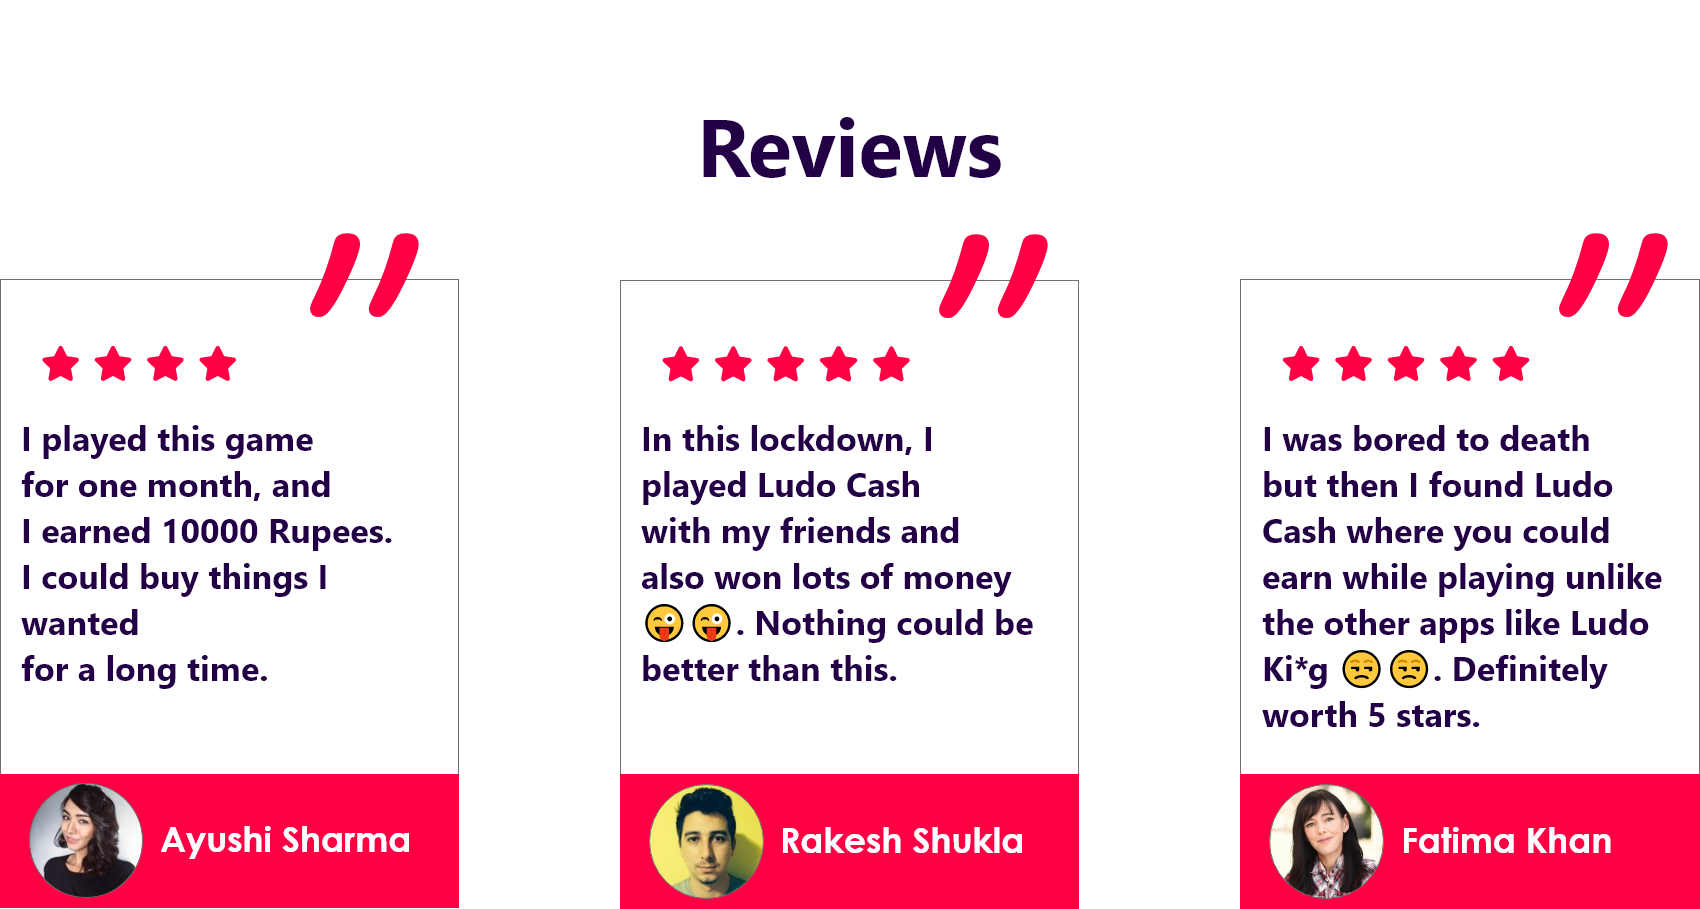 Reviews
I played this game
for one month, and
I earned 10000 Rupees.
I could buy things I
wanted
for a long time.
Ayushi Sharma
In this lockdown, I
played Ludo Cash
with my friends and
also won lots of money
😜😜. Nothing could be
better than this.
Rakesh Shukla
I was bored to death
but then I found Ludo
Cash where you could
earn while playing unlike
the other apps like Ludo
Ki*g 😒😒. Definitely
worth 5 stars.
Fatima Khan